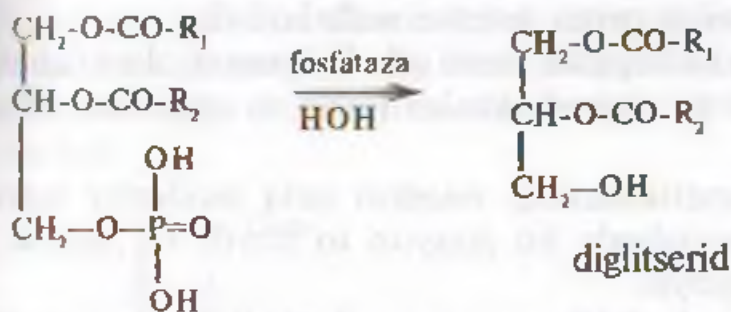 CH₂-O-CO-R₁
CH-O-CO-R₂
OH
CH₂-O-P=O
OH
fosfataza
HOH
CH₂-O-CO-R₁
CH-O-CO-R₂
CH₂-OH
diglitserid